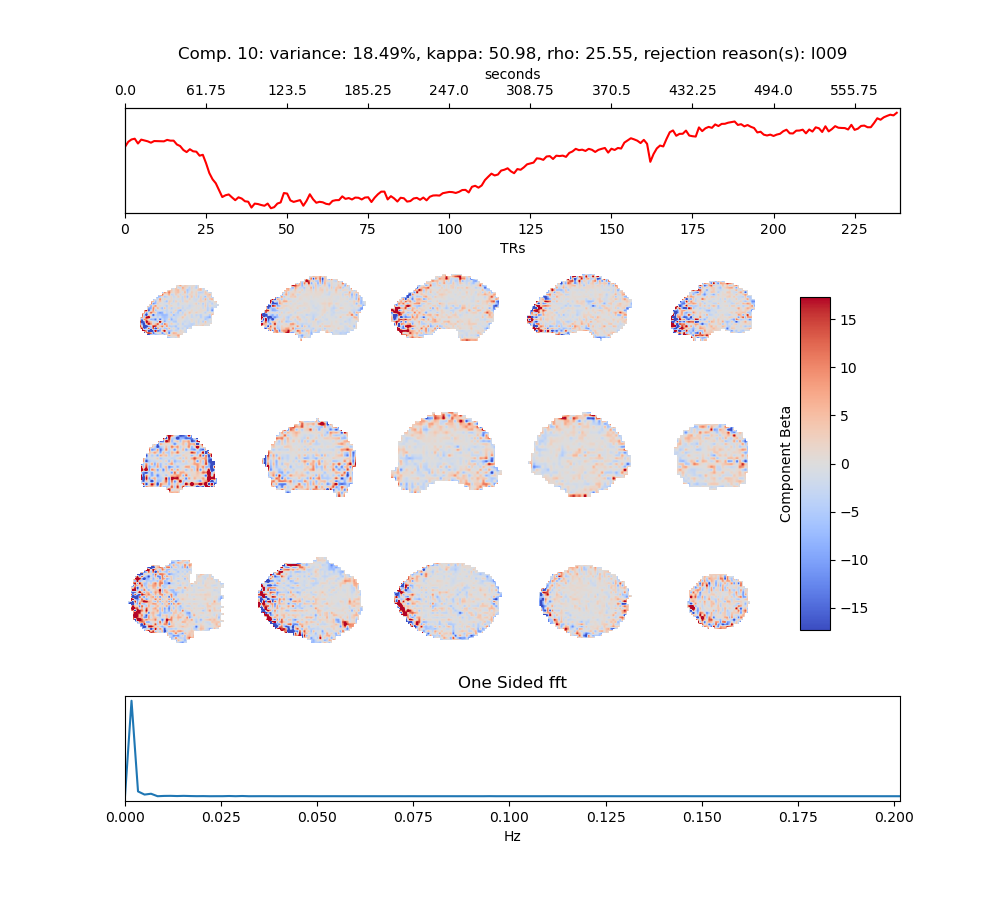 Comp. 10: variance: 18.49%, kappa: 50.98, rho: 25.55, rejection reason(s): I009
seconds
0.0 61.75 123.5 185.25 247.0 308.75 370.5 432.25 494.0 555.75
0 25 50 75 100 125 150 175 200 225
TRs
15
10
5
0
−5
−10
−15
Component Beta
One Sided fft
0.000 0.025 0.050 0.075 0.100 0.125 0.150 0.175 0.200
Hz